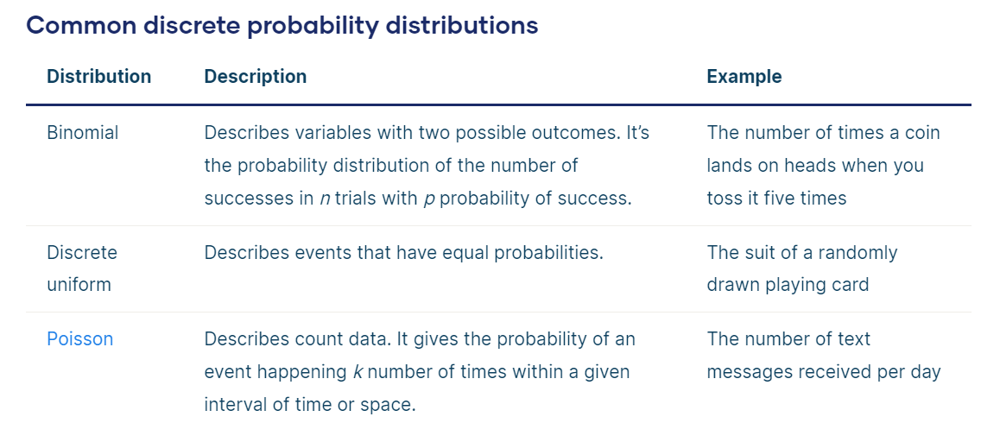 Common discrete probability distributions
Distribution Description Example
Binomial Describes variables with two possible outcomes. It’s The number of times a coin
the probability distribution of the number of lands on heads when you
successes in n trials with p probability of success. toss it five times
Discrete Describes events that have equal probabilities. The suit of a randomly
uniform drawn playing card
Poisson Describes count data. It gives the probability of an The number of text
event happening k number of times within a given messages received per day
interval of time or space.